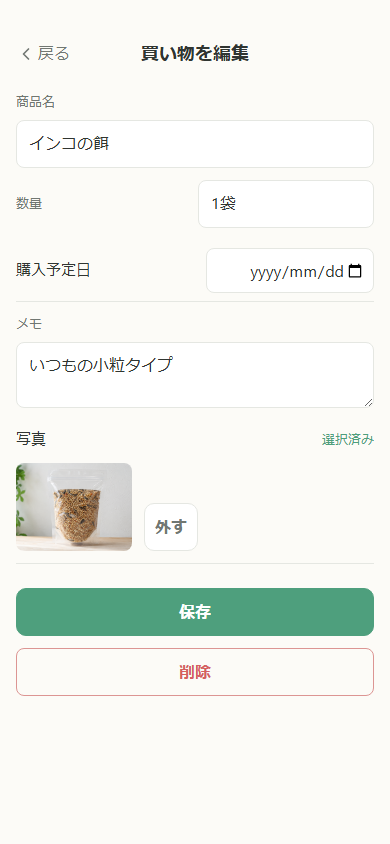 戻る
買い物を編集
商品名
インコの餌
数量
1袋
購入予定日
yyyy/mm/dd
メモ
いつもの小粒タイプ
写真
選択済み
外す
保存
削除